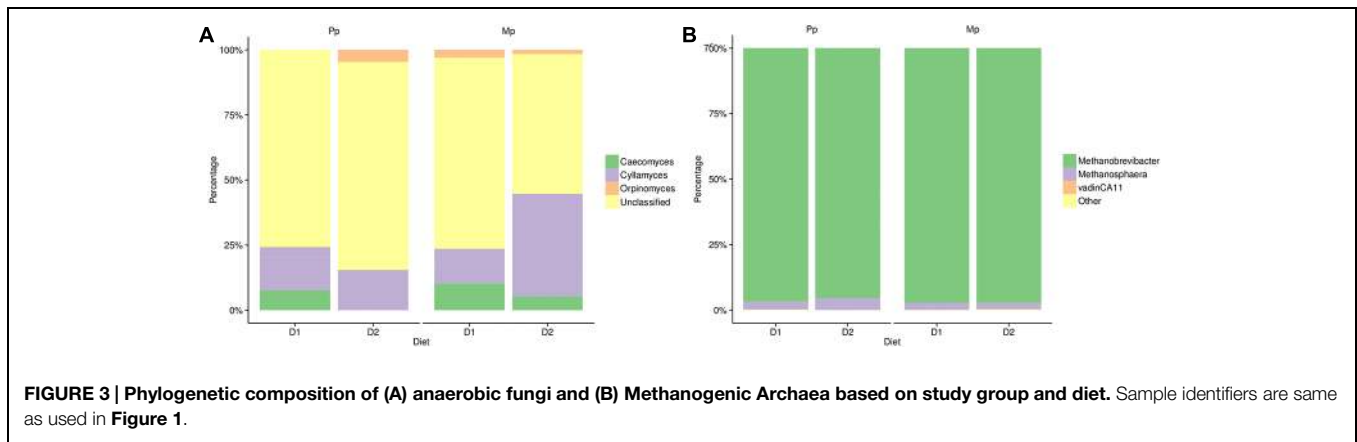 A
Pp
Mp
100%
75%
50%
25%
0%
Percentage
D1
D2
D1
D2
Diet
Caecomyces
Cyllamyces
Orpinomyces
Unclassified
B
Pp
Mp
75%
50%
25%
0%
Percentage
D1
D2
D1
D2
Diet
Methanobrevibacter
Methanosphaera
vadinCA11
Other
FIGURE 3 | Phylogenetic composition of (A) anaerobic fungi and (B) Methanogenic Archaea based on study group and diet. Sample identifiers are same
as used in Figure 1.